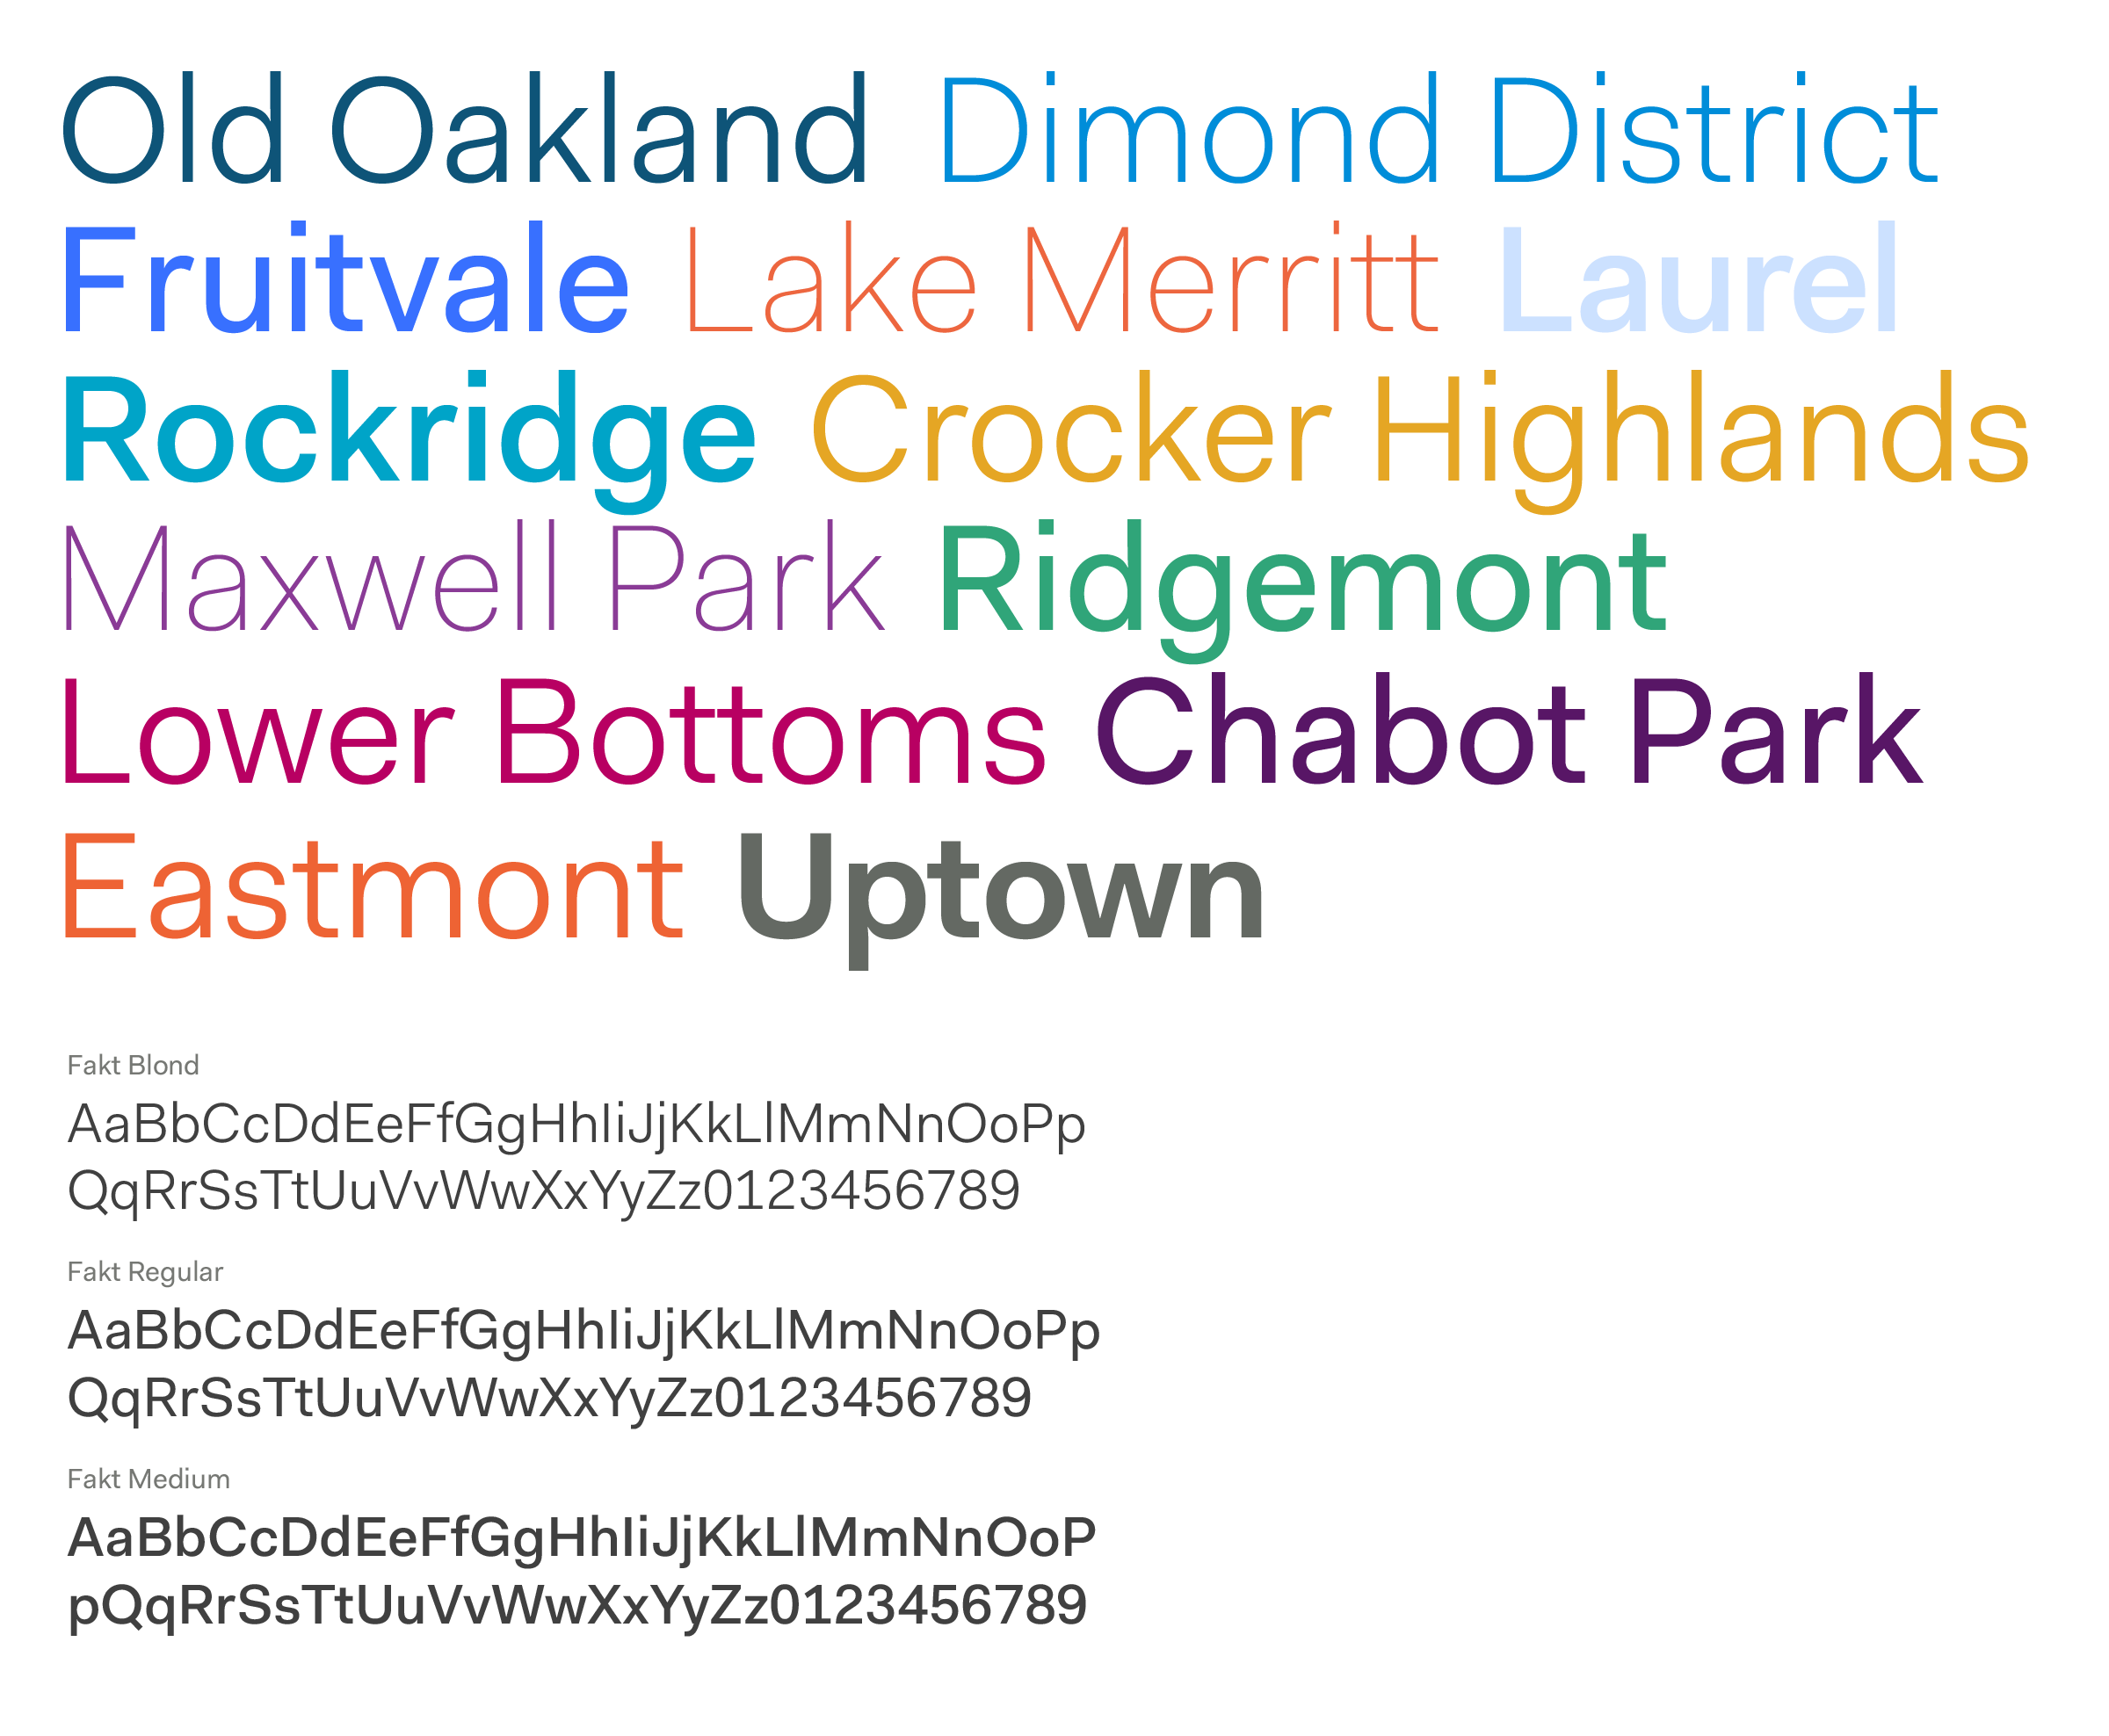 Old Oakland Dimond District
Fruitvale Lake Merritt Laurel
Rockridge Crocker Highlands
Maxwell Park Ridgemont
Lower Bottoms Chabot Park
Eastmont Uptown
Fakt Blond
AaBbCcDdEeFfGgHhIiJjKkLlMmNnOoPp
QqRrSsTtUuVvWwXxYyZz0123456789
Fakt Regular
AaBbCcDdEeFfGgHhIiJjKkLlMmNnOoPp
QqRrSsTtUuVvWwXxYyZz0123456789
Fakt Medium
AaBbCcDdEeFfGgHhIiJjKkLlMmNnOoP
pQqRrSsTtUuVvWwXxYyZz0123456789